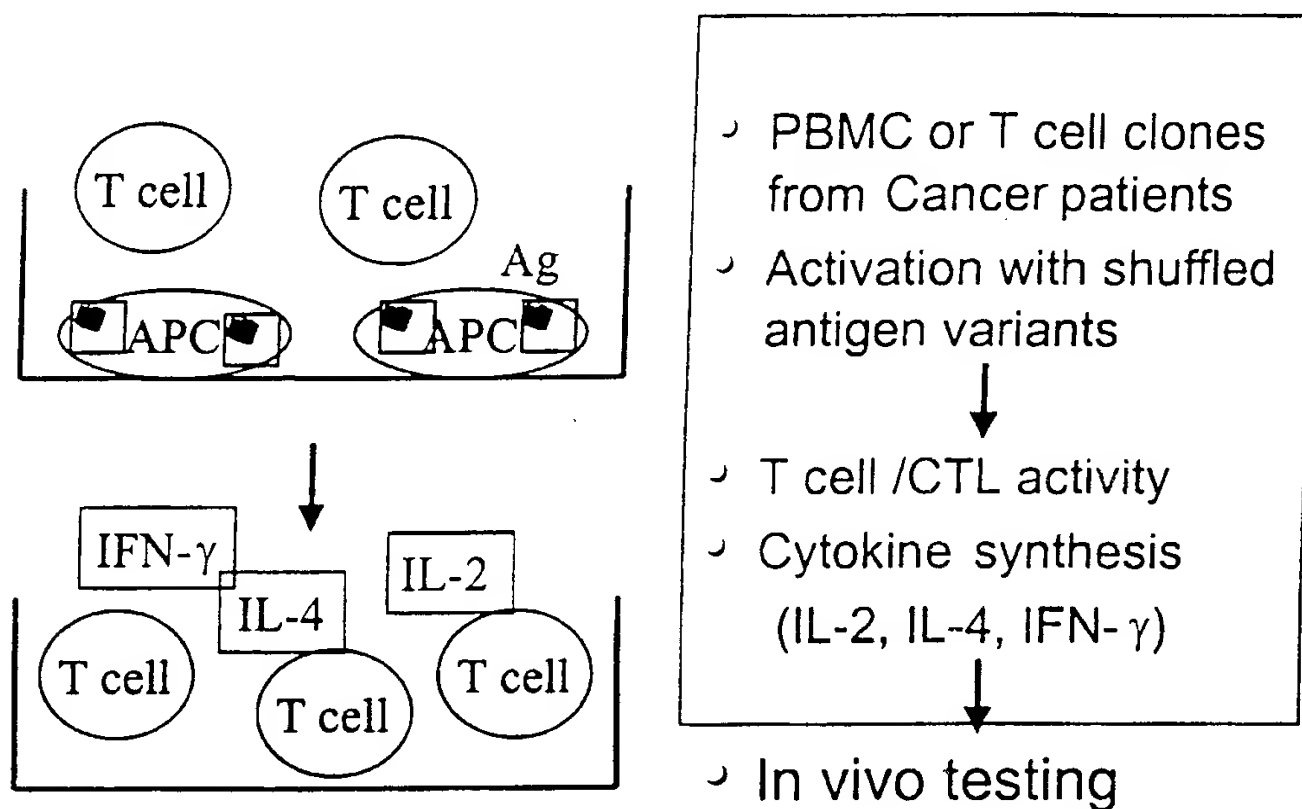 T cell
T cell
Ag
APC
APC
IFN-γ
IL-4
IL-2
T cell
T cell
T cell
PBMC or T cell clones
from Cancer patients
Activation with shuffled
antigen variants
T cell /CTL activity
Cytokine synthesis
(IL-2, IL-4, IFN- γ)
In vivo testing